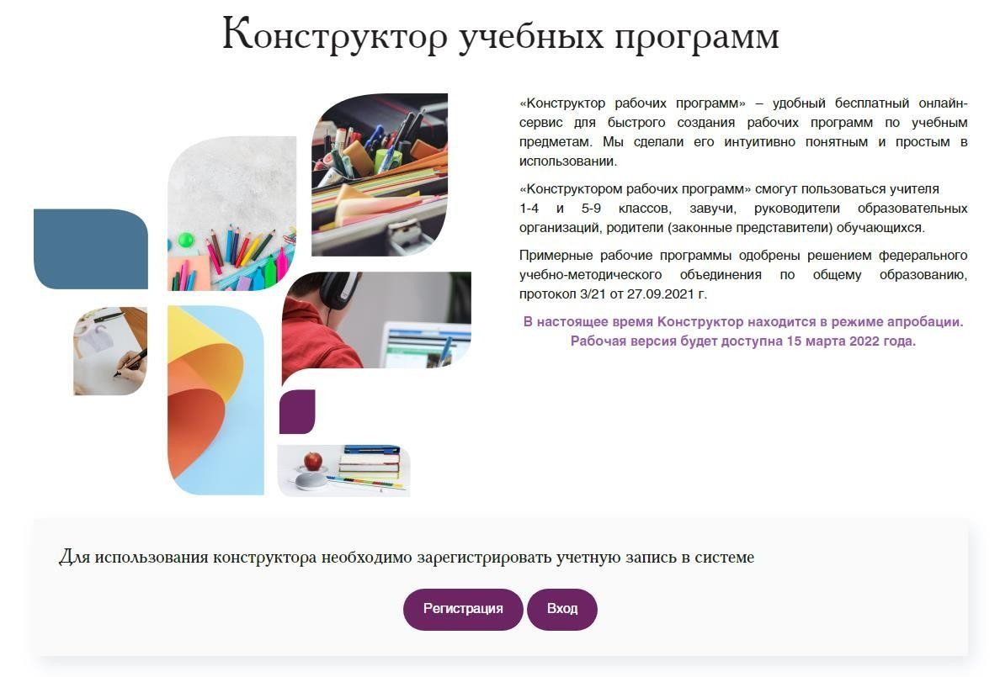 Конструктор учебных программ
«Конструктор рабочих программ» – удобный бесплатный онлайн-
сервис для быстрого создания рабочих программ по учебным
предметам. Мы сделали его интуитивно понятным и простым в
использовании.
«Конструктором рабочих программ» смогут пользоваться учителя
1-4 и 5-9 классов, завучи, руководители образовательных
организаций, родители (законные представители) обучающихся.
Примерные рабочие программы одобрены решением федерального
учебно-методического объединения по общему образованию,
протокол 3/21 от 27.09.2021 г.
В настоящее время Конструктор находится в режиме апробации.
Рабочая версия будет доступна 15 марта 2022 года.
Для использования конструктора необходимо зарегистрировать учетную запись в системе
Регистрация Вход